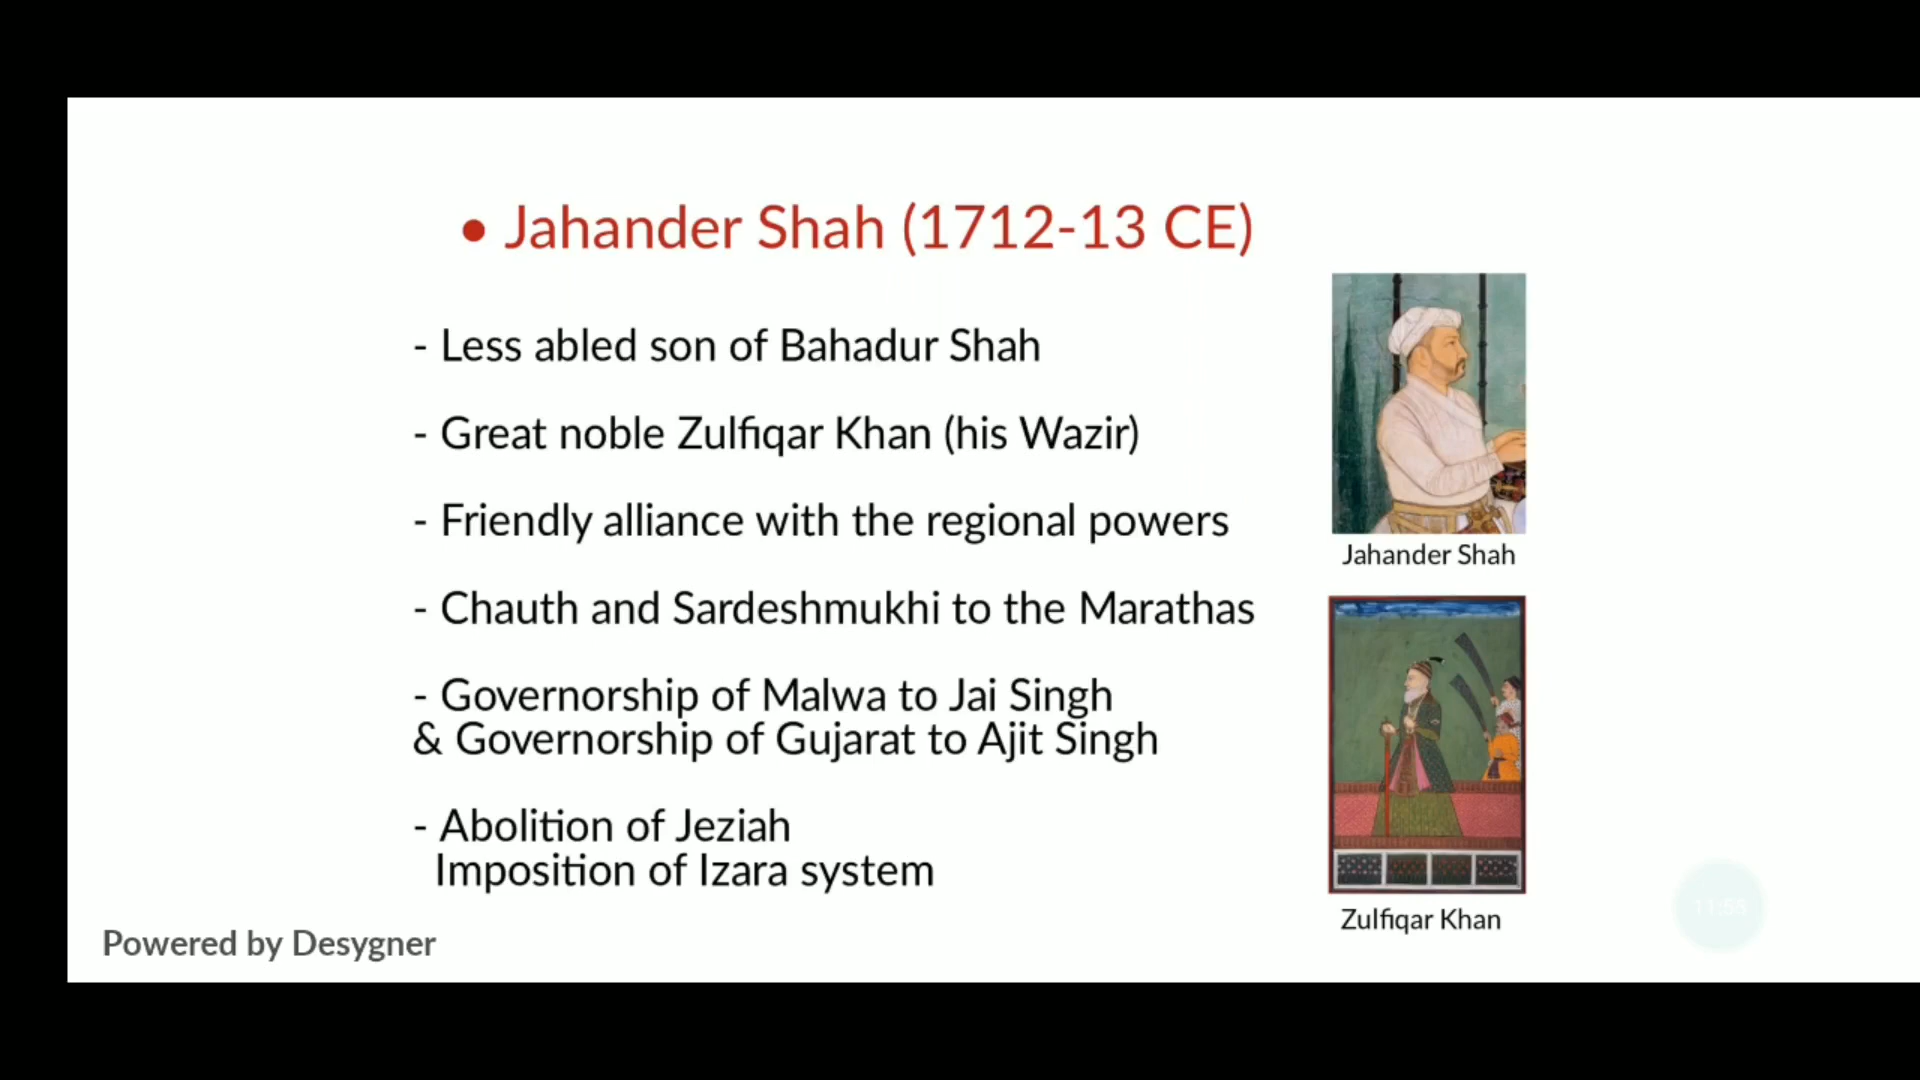 • Jahander Shah (1712-13 CE)
- Less abled son of Bahadur Shah
- Great noble Zulfiqar Khan (his Wazir)
- Friendly alliance with the regional powers
- Chauth and Sardeshmukhi to the Marathas
- Governorship of Malwa to Jai Singh
& Governorship of Gujarat to Ajit Singh
- Abolition of Jeziah
Imposition of Izara system
Jahander Shah
Zulfiqar Khan
Powered by Desygner